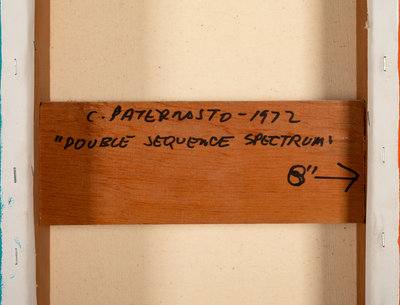 C. PATERNOSTO-1972
"DOUBLE SEQUENCE SPECTRUM"
8" →